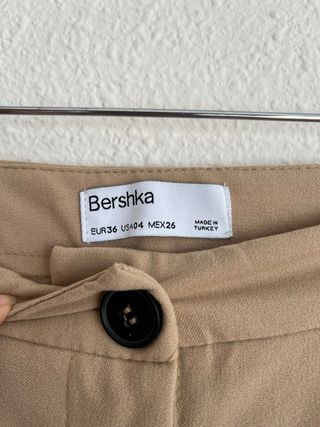 Bershka
EUR36 USA04 MEX26
MADE IN
TURKEY